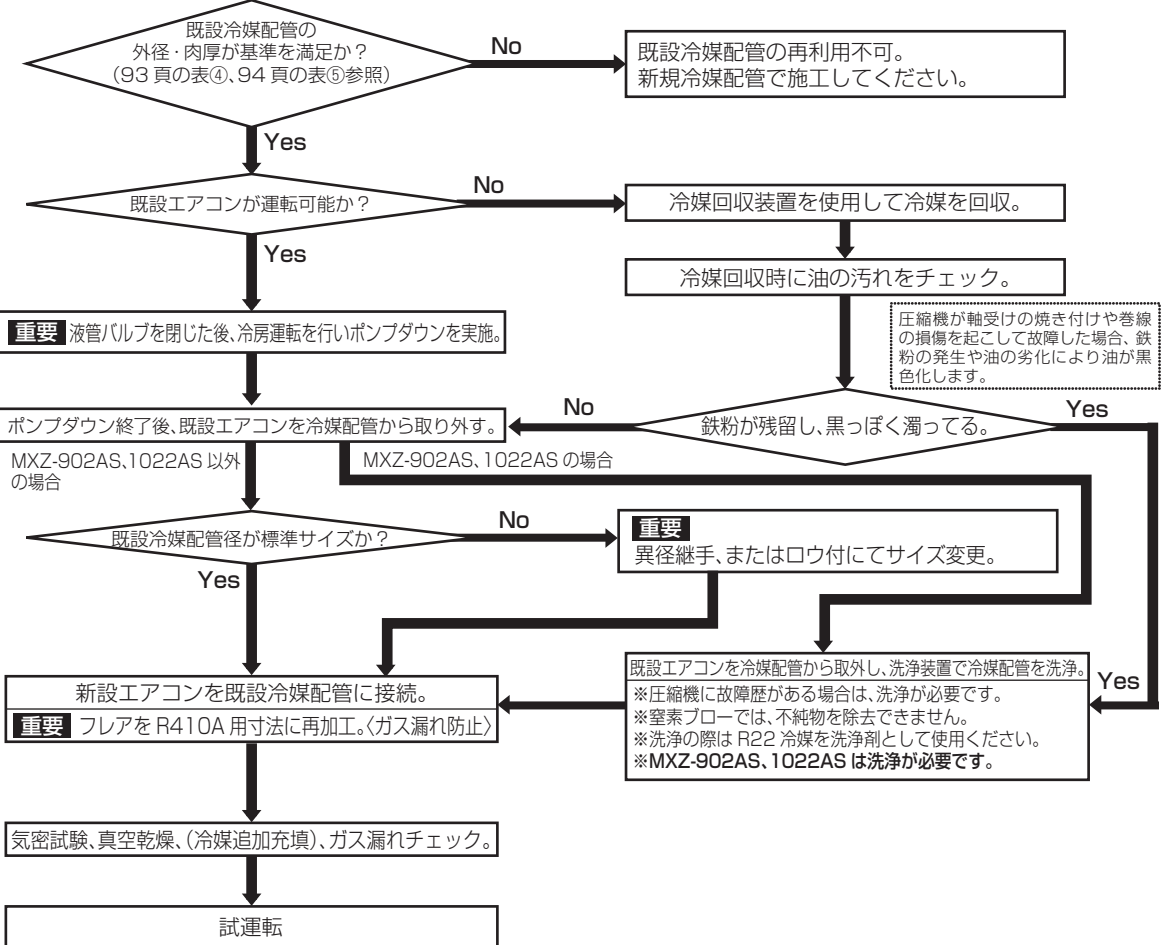 既設冷媒配管の
外径・肉厚が基準を満足か？
（93頁の表④、94頁の表⑤参照）
No
既設冷媒配管の再利用不可。
新規冷媒配管で施工してください。
Yes
既設エアコンが運転可能か？
No
冷媒回収装置を使用して冷媒を回収。
Yes
冷媒回収時に油の汚れをチェック。
重要 液管バルブを閉じた後、冷房運転を行いポンプダウンを実施。
圧縮機が軸受けの焼き付けや巻線
の損傷を起こして故障した場合、鉄
粉の発生や油の劣化により油が黒
色化します。
ポンプダウン終了後、既設エアコンを冷媒配管から取り外す。
No
鉄粉が残留し、黒っぽく濁ってる。
Yes
MXZ-902AS、1022AS 以外
の場合
MXZ-902AS、1022AS の場合
既設冷媒配管径が標準サイズか？
No
重要
異径継手、またはロウ付にてサイズ変更。
Yes
新設エアコンを既設冷媒配管に接続。
重要 フレアを R410A 用寸法に再加工。〈ガス漏れ防止〉
既設エアコンを冷媒配管から取外し、洗浄装置で冷媒配管を洗浄。
※圧縮機に故障歴がある場合は、洗浄が必要です。
※窒素ブローでは、不純物を除去できません。
※洗浄の際は R22 冷媒を洗浄剤として使用ください。
※MXZ-902AS、1022AS は洗浄が必要です。
Yes
気密試験、真空乾燥、（冷媒追加充填）、ガス漏れチェック。
試運転